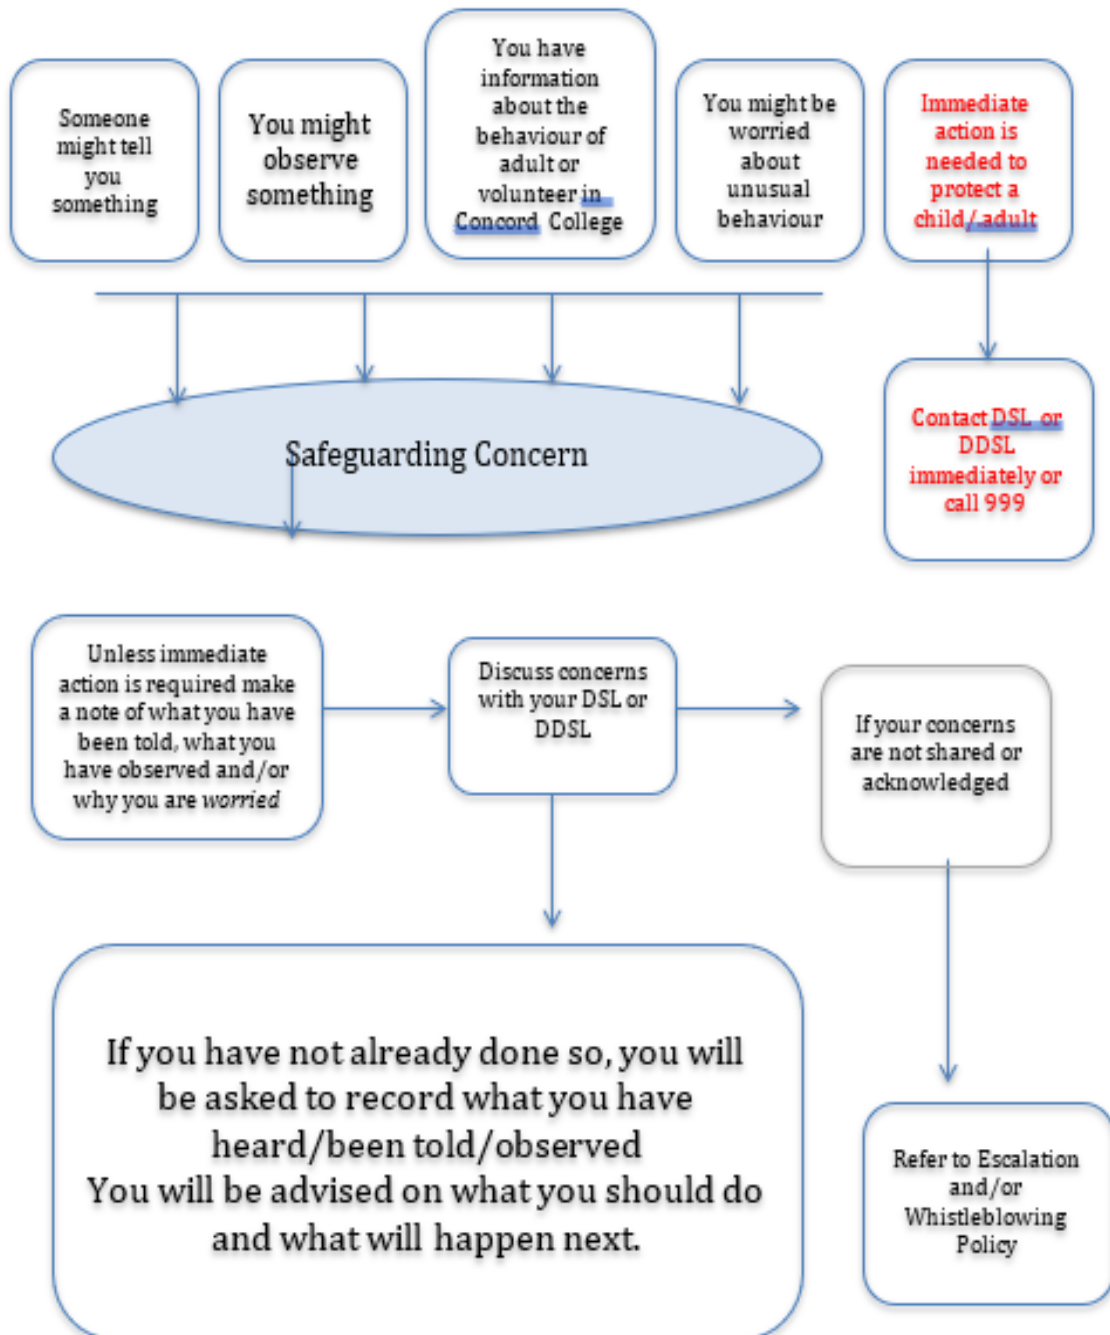 Someone
might tell
you
something
You might
observe
something
You have
information
about the
behaviour of
adult or
volunteer in
Concord College
You might be
worried
about
unusual
behaviour
Immediate
action is
needed to
protect a
child/adult
Contact DSL or
DDSL
immediately or
call 999
Safeguarding Concern
Unless immediate
action is required make
a note of what you have
been told, what you
have observed and/or
why you are worried
Discuss concerns
with your DSL or
DDSL
If your concerns
are not shared or
acknowledged
If you have not already done so, you will
be asked to record what you have
heard/been told/observed
You will be advised on what you should do
and what will happen next.
Refer to Escalation
and/or
Whistleblowing
Policy